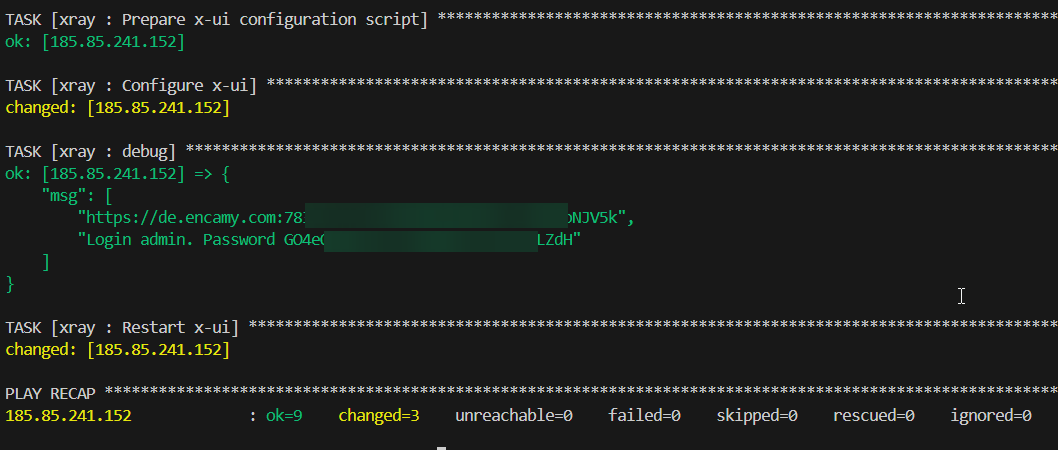 TASK [xray : Prepare x-ui configuration script] *********************************************************************
ok: [185.85.241.152]
TASK [xray : Configure x-ui] ****************************************************************************************
changed: [185.85.241.152]
TASK [xray : debug] *************************************************************************************************
ok: [185.85.241.152] => {
"msg": [
"https://de.encamy.com:78 NJV5k",
"Login admin. Password GO4e LZdH"
]
}
TASK [xray : Restart x-ui] ******************************************************************************************
changed: [185.85.241.152]
PLAY RECAP **********************************************************************************************************
185.85.241.152 : ok=9 changed=3 unreachable=0 failed=0 skipped=0 rescued=0 ignored=0